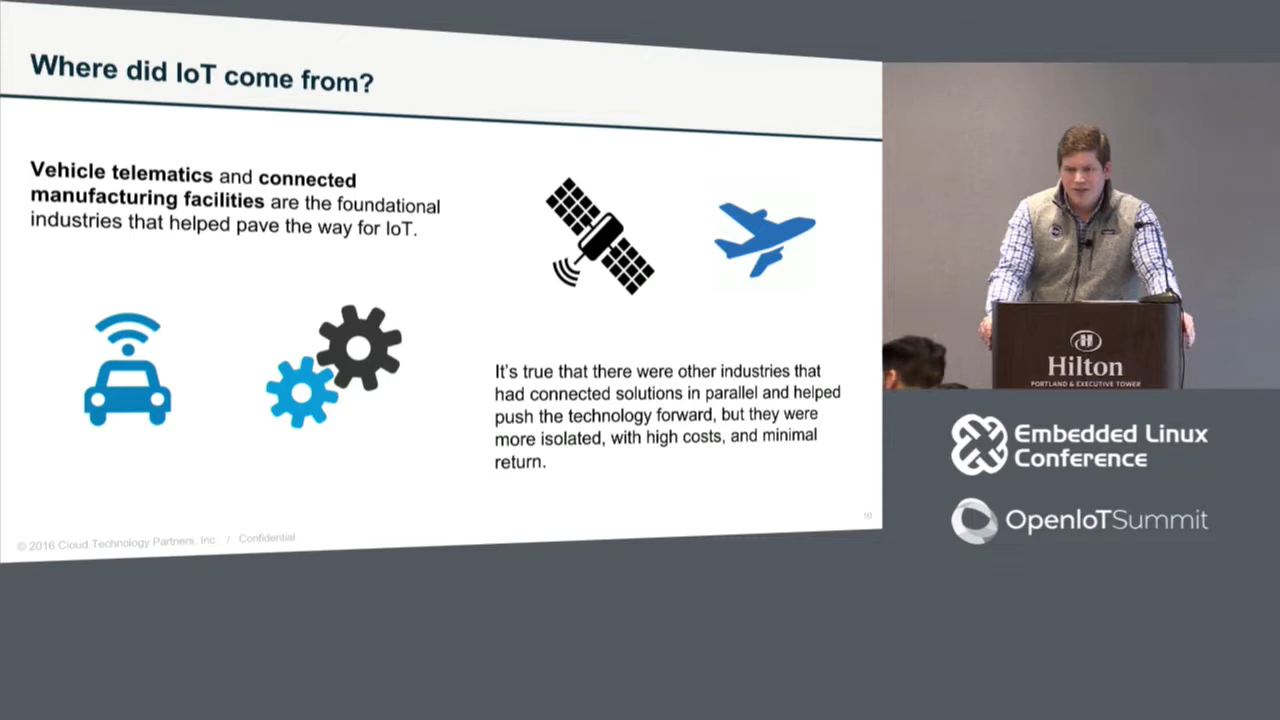 Where did IoT come from?
Vehicle telematics and connected
manufacturing facilities are the foundational
industries that helped pave the way for IoT.
It's true that there were other industries that
had connected solutions in parallel and helped
push the technology forward, but they were
more isolated, with high costs, and minimal
return.
© 2016 Cloud Technology Partners, Inc. / Confidential
10
H
Hilton
PORTLAND & EXECUTIVE TOWER
Embedded Linux
Conference
OpenIoTSummit